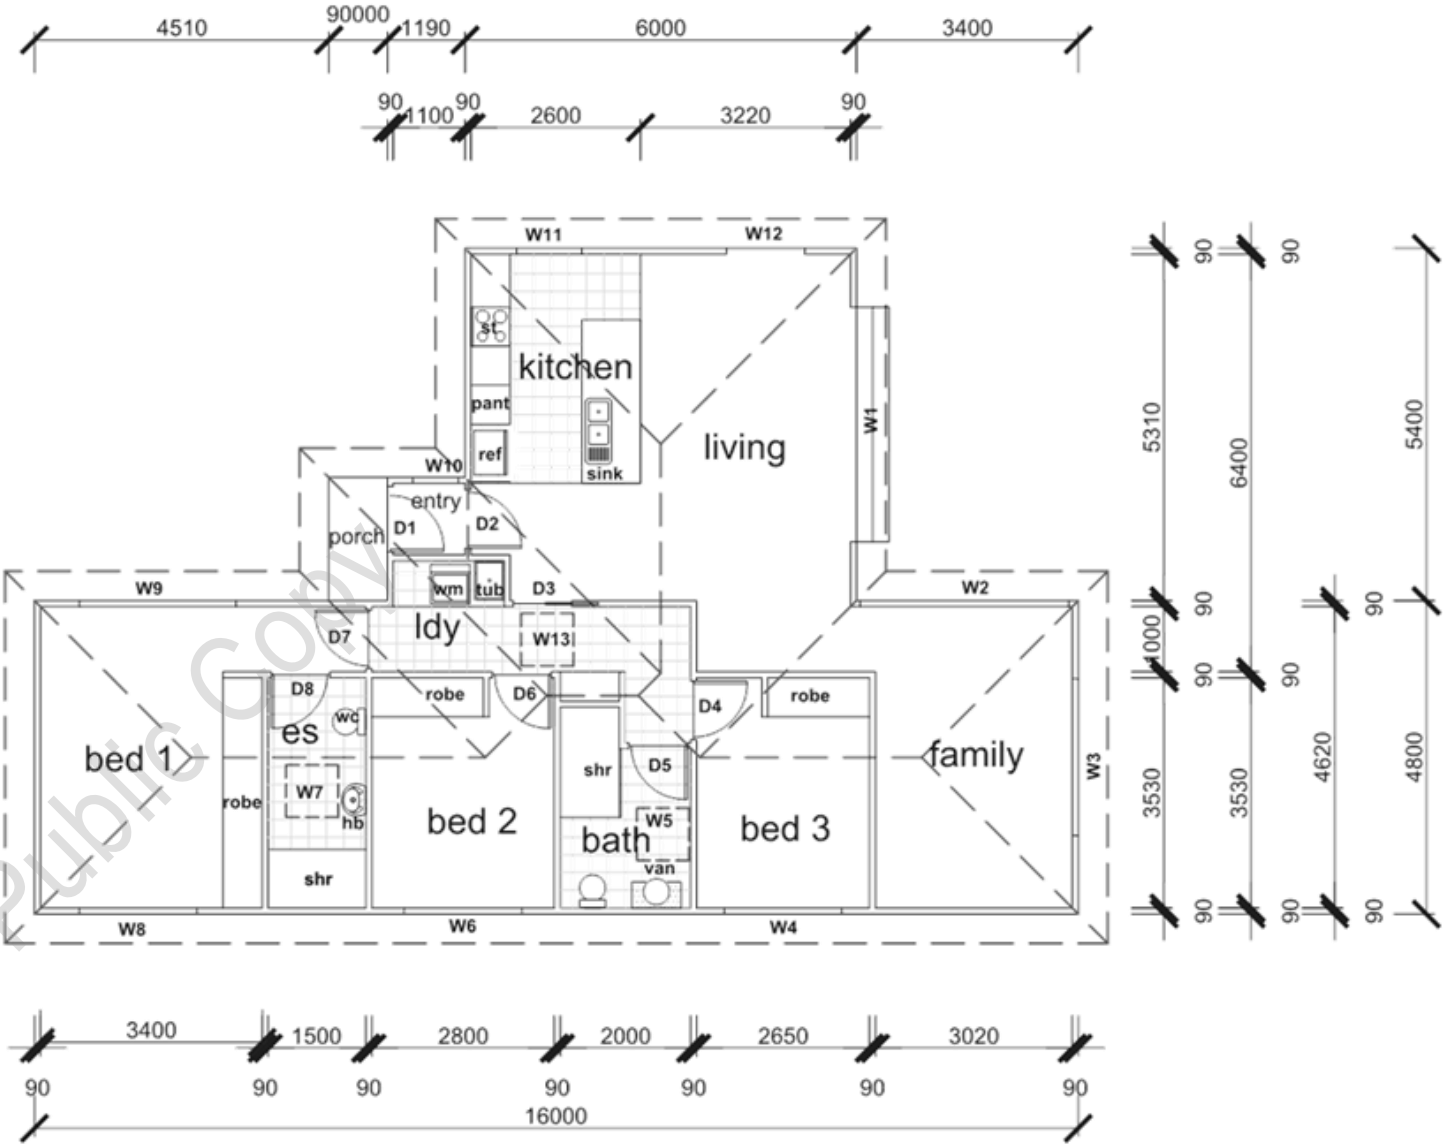 90000
4510
1190
6000
3400
90
1100
90
2600
3220
90
W11
W12
90
90
st
kitchen
pant
living
W1
5310
6400
5400
ref
sink
W10
entry
porch
D1
D2
W9
wm
tub
D3
W2
90
90
D7
ldy
W13
1000
D8
robe
D6
D4
robe
90
90
wc
es
bed 1
shr
D5
family
W3
3530
3530
4620
4800
robe
W7
hb
bed 2
bath
W5
bed 3
van
shr
90
90
90
W8
W6
W4
3400
1500
2800
2000
2650
3020
90
90
90
90
90
90
90
16000
Public Copy